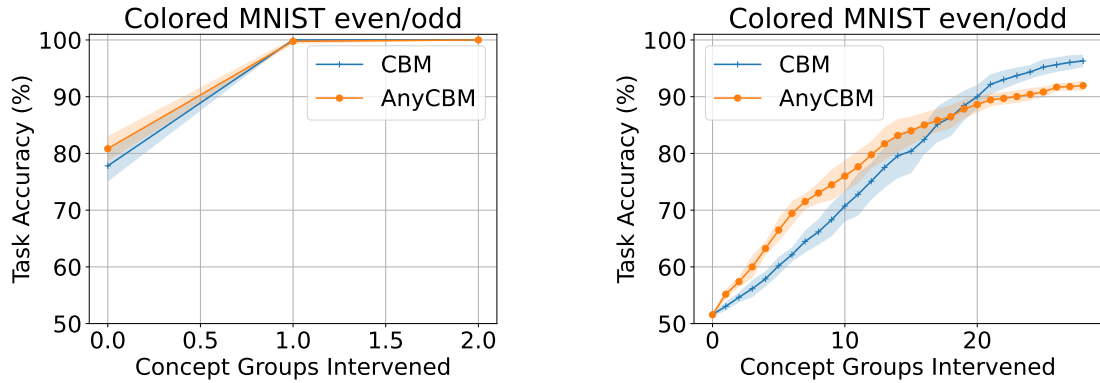 Colored MNIST even/odd
100
90
80
70
60
50
Task Accuracy (%)
CBM
AnyCBM
0.0 0.5 1.0 1.5 2.0
Concept Groups Intervened
Colored MNIST even/odd
100
90
80
70
60
50
Task Accuracy (%)
CBM
AnyCBM
0 10 20
Concept Groups Intervened